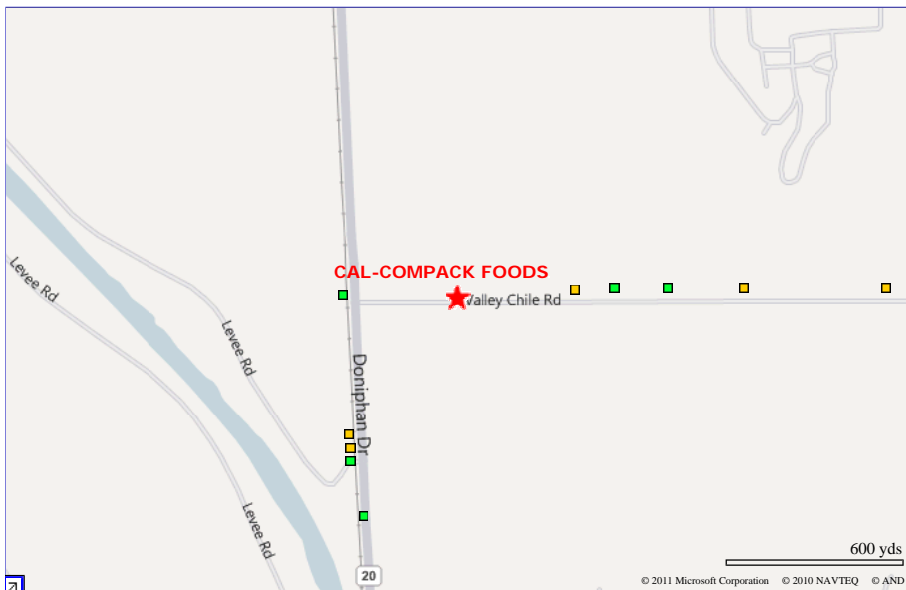 CAL-COMPACK FOODS
Valley Chile Rd
Levee Rd
Levee Rd
Doniphan Dr
Levee Rd
600 yds
20
© 2011 Microsoft Corporation © 2010 NAVTEQ © AND